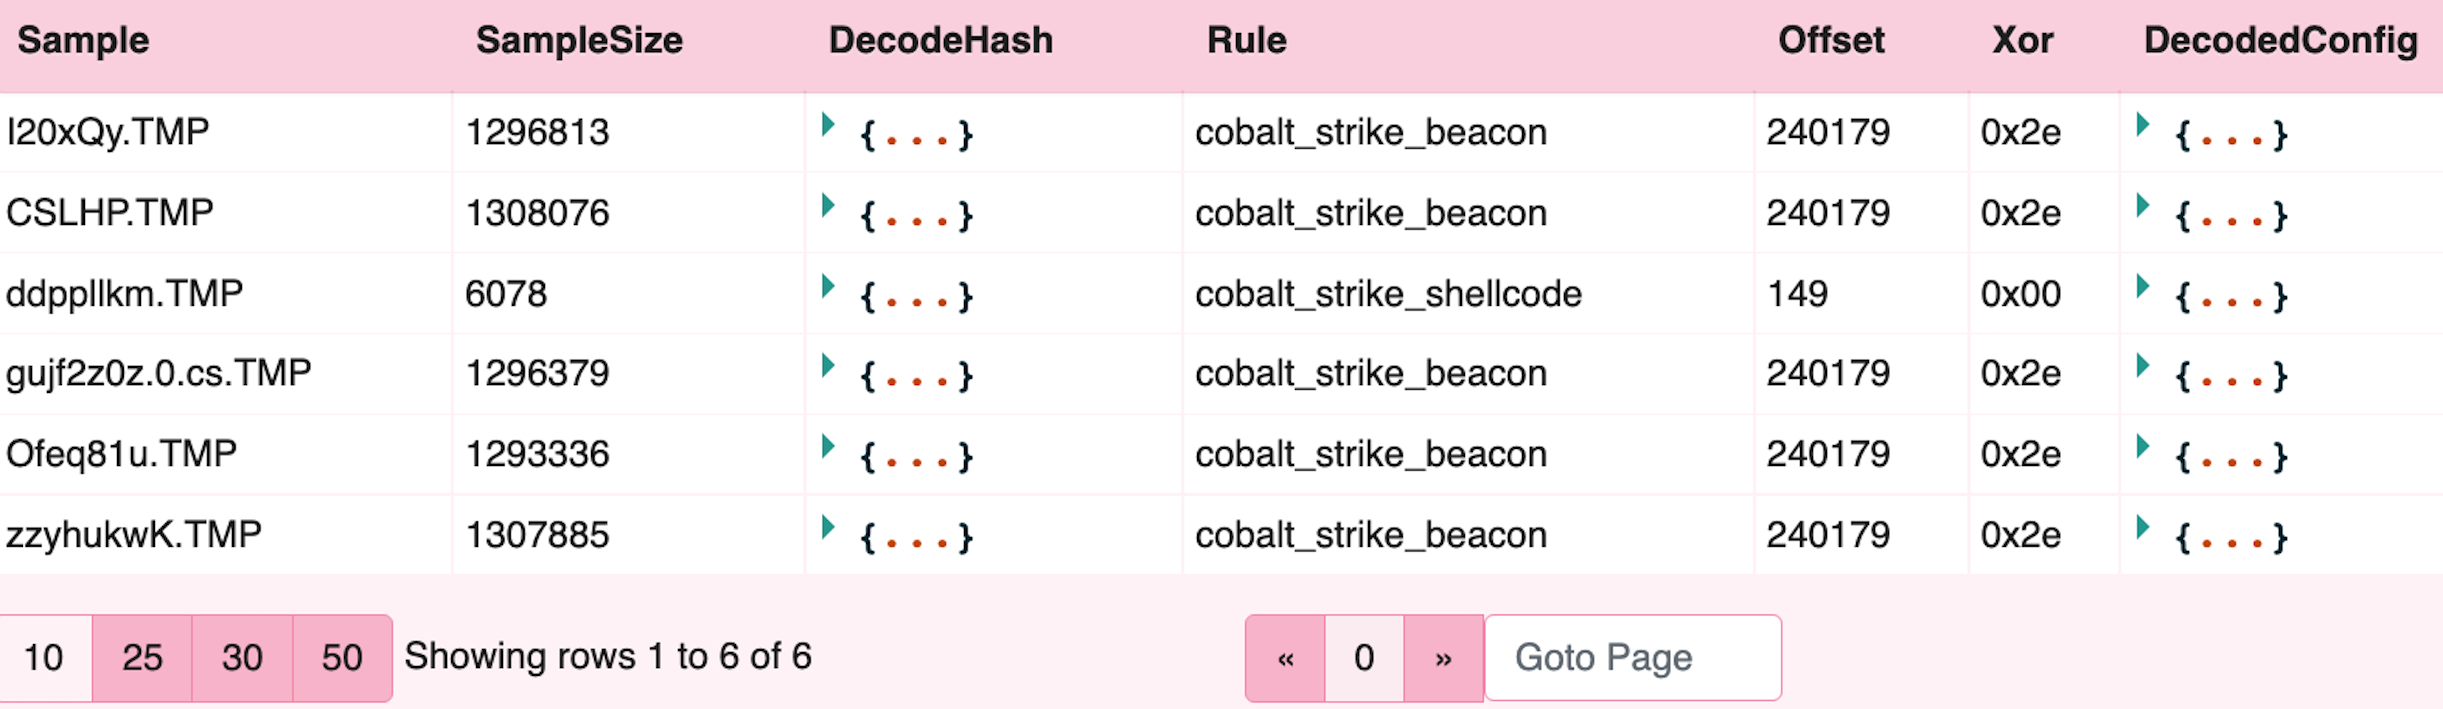 Sample SampleSize DecodeHash Rule Offset Xor DecodedConfig
l20xQy.TMP 1296813 {...} cobalt_strike_beacon 240179 0x2e {...}
CSLHP.TMP 1308076 {...} cobalt_strike_beacon 240179 0x2e {...}
ddppllkm.TMP 6078 {...} cobalt_strike_shellcode 149 0x00 {...}
gujf2z0z.0.cs.TMP 1296379 {...} cobalt_strike_beacon 240179 0x2e {...}
Ofeq81u.TMP 1293336 {...} cobalt_strike_beacon 240179 0x2e {...}
zzyhukwK.TMP 1307885 {...} cobalt_strike_beacon 240179 0x2e {...}
10 25 30 50 Showing rows 1 to 6 of 6 « 0 » Goto Page